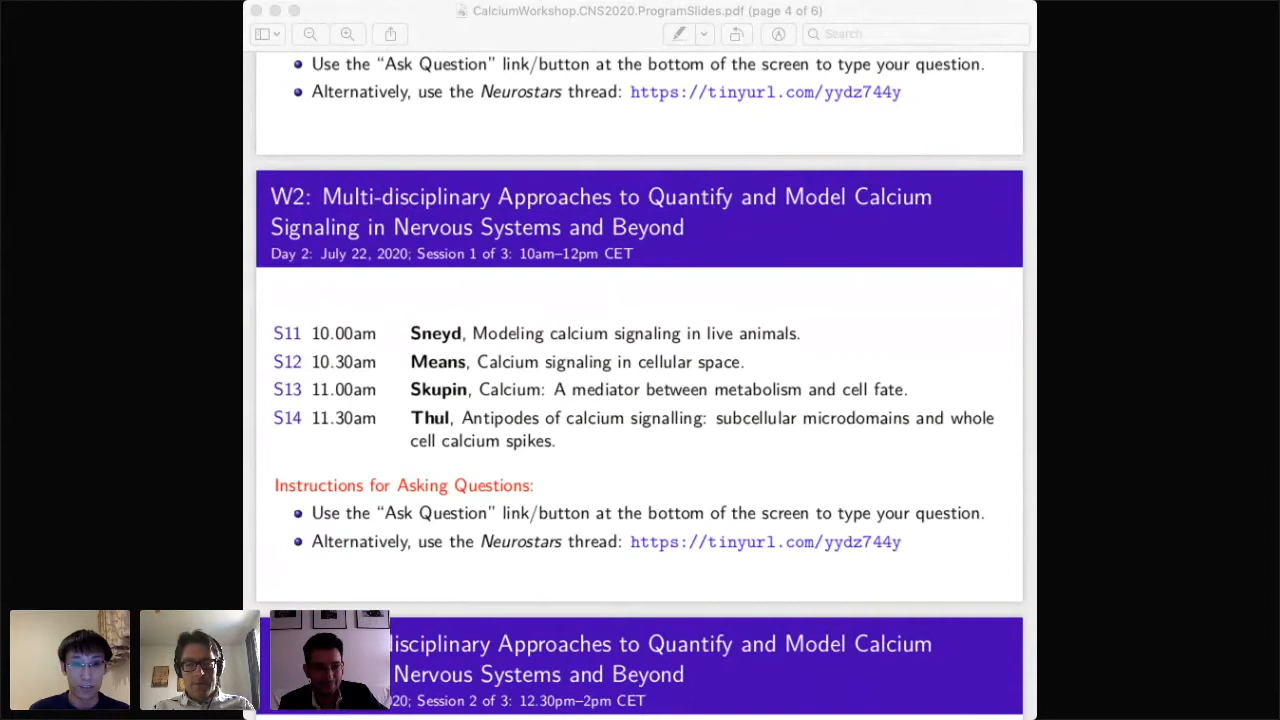 CalciumWorkshop.CNS2020.ProgramSlides.pdf (page 4 of 6)
Search
Use the “Ask Question” link/button at the bottom of the screen to type your question.
Alternatively, use the Neurostars thread: https://tinyurl.com/yydz744y
W2: Multi-disciplinary Approaches to Quantify and Model Calcium
Signaling in Nervous Systems and Beyond
Day 2: July 22, 2020; Session 1 of 3: 10am–12pm CET
S11 10.00am Sneyd, Modeling calcium signaling in live animals.
S12 10.30am Means, Calcium signaling in cellular space.
S13 11.00am Skupin, Calcium: A mediator between metabolism and cell fate.
S14 11.30am Thul, Antipodes of calcium signalling: subcellular microdomains and whole
cell calcium spikes.
Instructions for Asking Questions:
Use the “Ask Question” link/button at the bottom of the screen to type your question.
Alternatively, use the Neurostars thread: https://tinyurl.com/yydz744y
disciplinary Approaches to Quantify and Model Calcium
Nervous Systems and Beyond
20; Session 2 of 3: 12.30pm–2pm CET